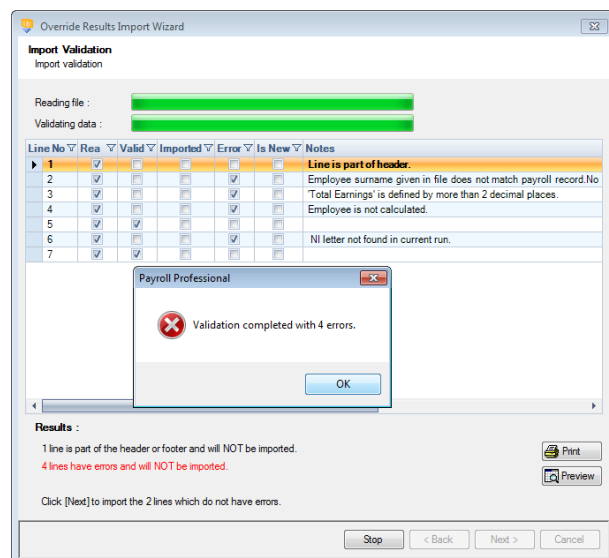 Override Results Import Wizard
Import Validation
Import validation
Reading file :
Validating data :
Line No Rea Valid Imported Error Is New Notes
1 Line is part of header.
2 Employee surname given in file does not match payroll record.No
3 'Total Earnings' is defined by more than 2 decimal places.
4 Employee is not calculated.
5
6 NI letter not found in current run.
7
Payroll Professional
Validation completed with 4 errors.
OK
Results :
1 line is part of the header or footer and will NOT be imported.
4 lines have errors and will NOT be imported.
Click [Next] to import the 2 lines which do not have errors.
Print
Preview
Stop < Back Next > Cancel